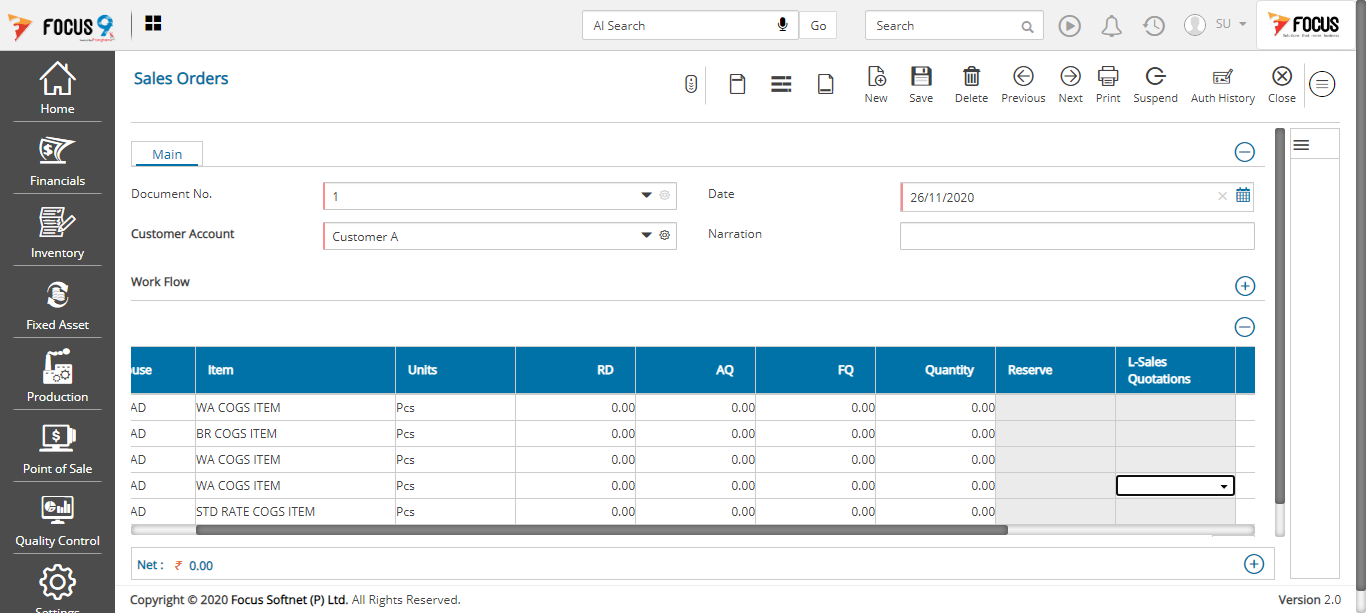 FOCUS 9
AI Search
Go
Search
SU
FOCUS
Home
Financials
Inventory
Fixed Asset
Production
Point of Sale
Quality Control
Settings
Sales Orders
New
Save
Delete
Previous
Next
Print
Suspend
Auth History
Close
Main
Document No.
1
Date
26/11/2020
Customer Account
Customer A
Narration
Work Flow
use Item Units RD AQ FQ Quantity Reserve L-Sales
Quotations
AD WA COGS ITEM Pcs 0.00 0.00 0.00 0.00
AD BR COGS ITEM Pcs 0.00 0.00 0.00 0.00
AD WA COGS ITEM Pcs 0.00 0.00 0.00 0.00
AD WA COGS ITEM Pcs 0.00 0.00 0.00 0.00
AD STD RATE COGS ITEM Pcs 0.00 0.00 0.00 0.00
Net : ₹ 0.00
Copyright © 2020 Focus Softnet (P) Ltd. All Rights Reserved.
Version 2.0